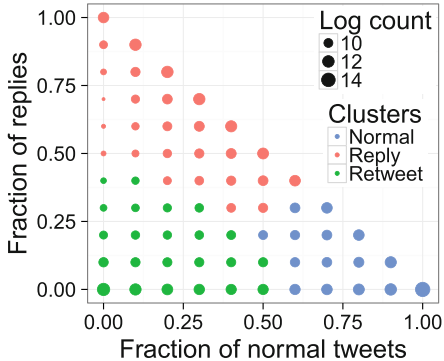 Log count
10
12
14
Clusters
Normal
Reply
Retweet
Fraction of replies
1.00
0.75
0.50
0.25
0.00
0.00 0.25 0.50 0.75 1.00
Fraction of normal tweets